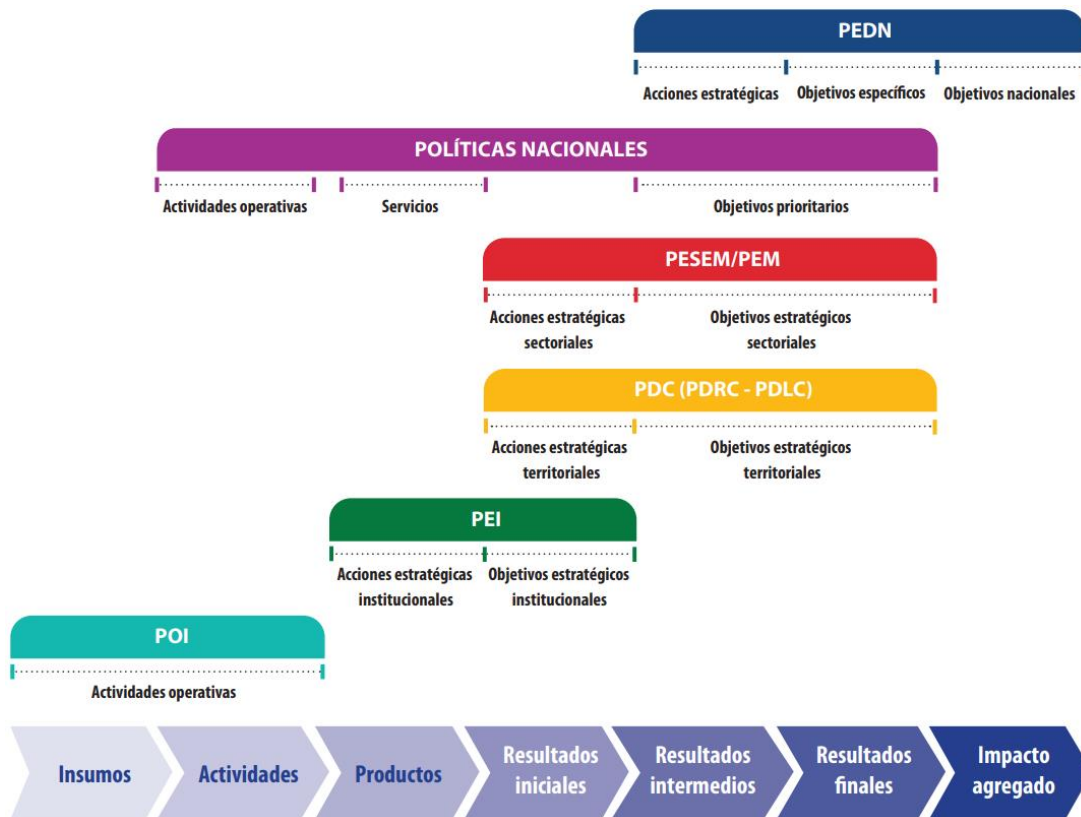 PEDN
Acciones estratégicas Objetivos específicos Objetivos nacionales
POLÍTICAS NACIONALES
Actividades operativas Servicios Objetivos prioritarios
PESEM/PEM
Acciones estratégicas
sectoriales
Objetivos estratégicos
sectoriales
PDC (PDRC - PDLC)
Acciones estratégicas
territoriales
Objetivos estratégicos
territoriales
PEI
Acciones estratégicas
institucionales
Objetivos estratégicos
institucionales
POI
Actividades operativas
Insumos
Actividades
Productos
Resultados
iniciales
Resultados
intermedios
Resultados
finales
Impacto
agregado